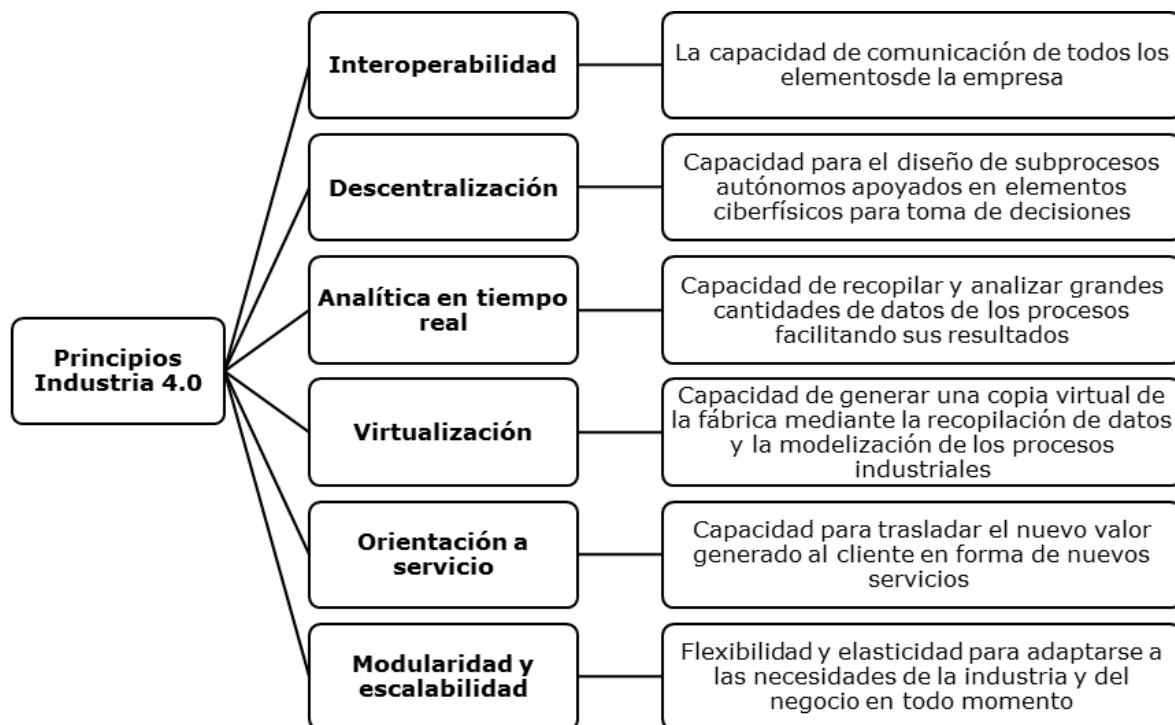 Principios
Industria 4.0
Interoperabilidad
La capacidad de comunicación de todos los
elementosde la empresa
Descentralización
Capacidad para el diseño de subprocesos
autónomos apoyados en elementos
ciberfísicos para toma de decisiones
Analítica en tiempo
real
Capacidad de recopilar y analizar grandes
cantidades de datos de los procesos
facilitando sus resultados
Virtualización
Capacidad de generar una copia virtual de
la fábrica mediante la recopilación de datos
y la modelización de los procesos
industriales
Orientación a
servicio
Capacidad para trasladar el nuevo valor
generado al cliente en forma de nuevos
servicios
Modularidad y
escalabilidad
Flexibilidad y elasticidad para adaptarse a
las necesidades de la industria y del
negocio en todo momento